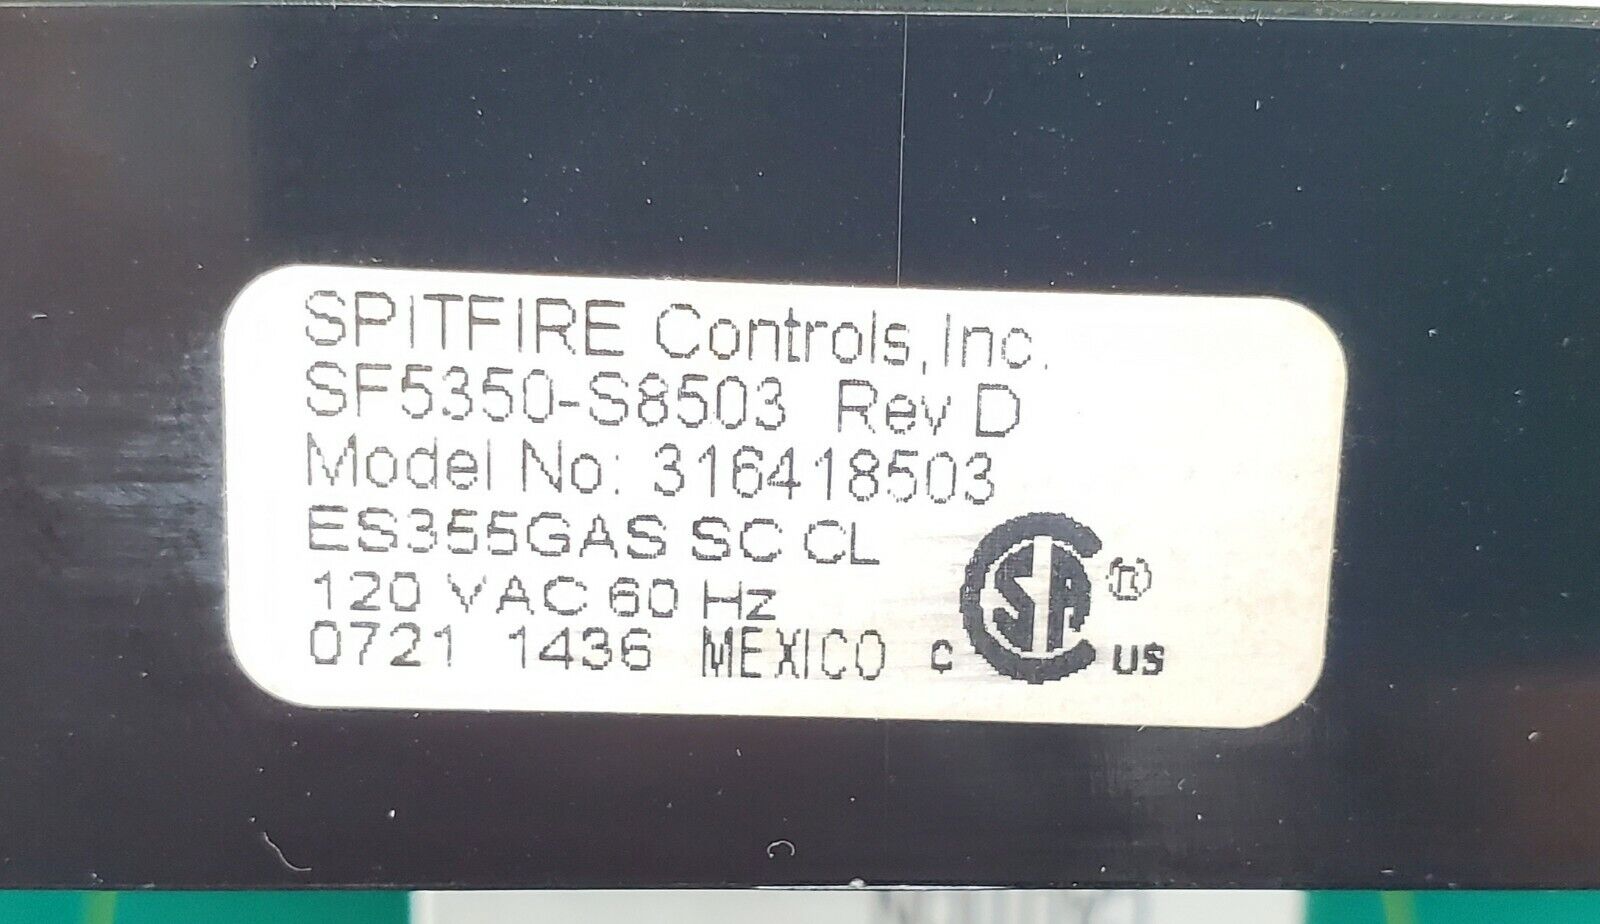 SPITFIRE Controls, Inc.
SF5350-S8503 Rev D
Model No: 316418503
ES355GAS SC CL
120 VAC 60 Hz
0721 1436 MEXICO
C SA ® US